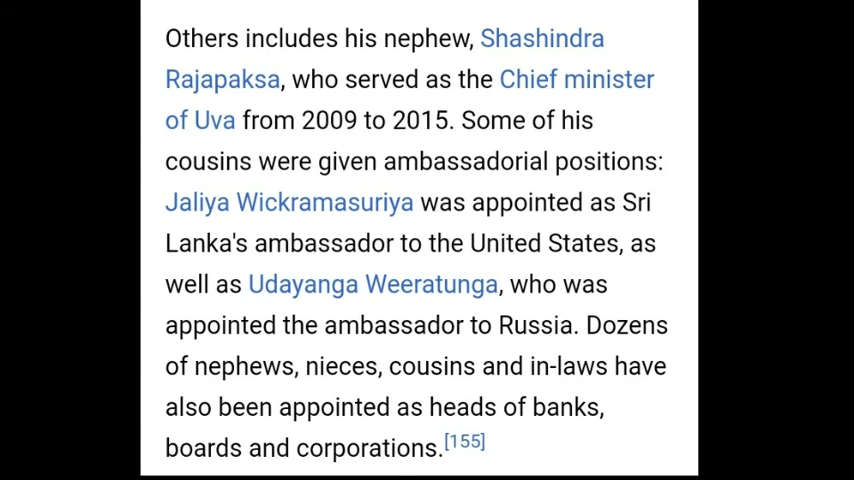 Others includes his nephew, Shashindra
Rajapaksa, who served as the Chief minister
of Uva from 2009 to 2015. Some of his
cousins were given ambassadorial positions:
Jaliya Wickramasuriya was appointed as Sri
Lanka's ambassador to the United States, as
well as Udayanga Weeratunga, who was
appointed the ambassador to Russia. Dozens
of nephews, nieces, cousins and in-laws have
also been appointed as heads of banks,
boards and corporations.[155]